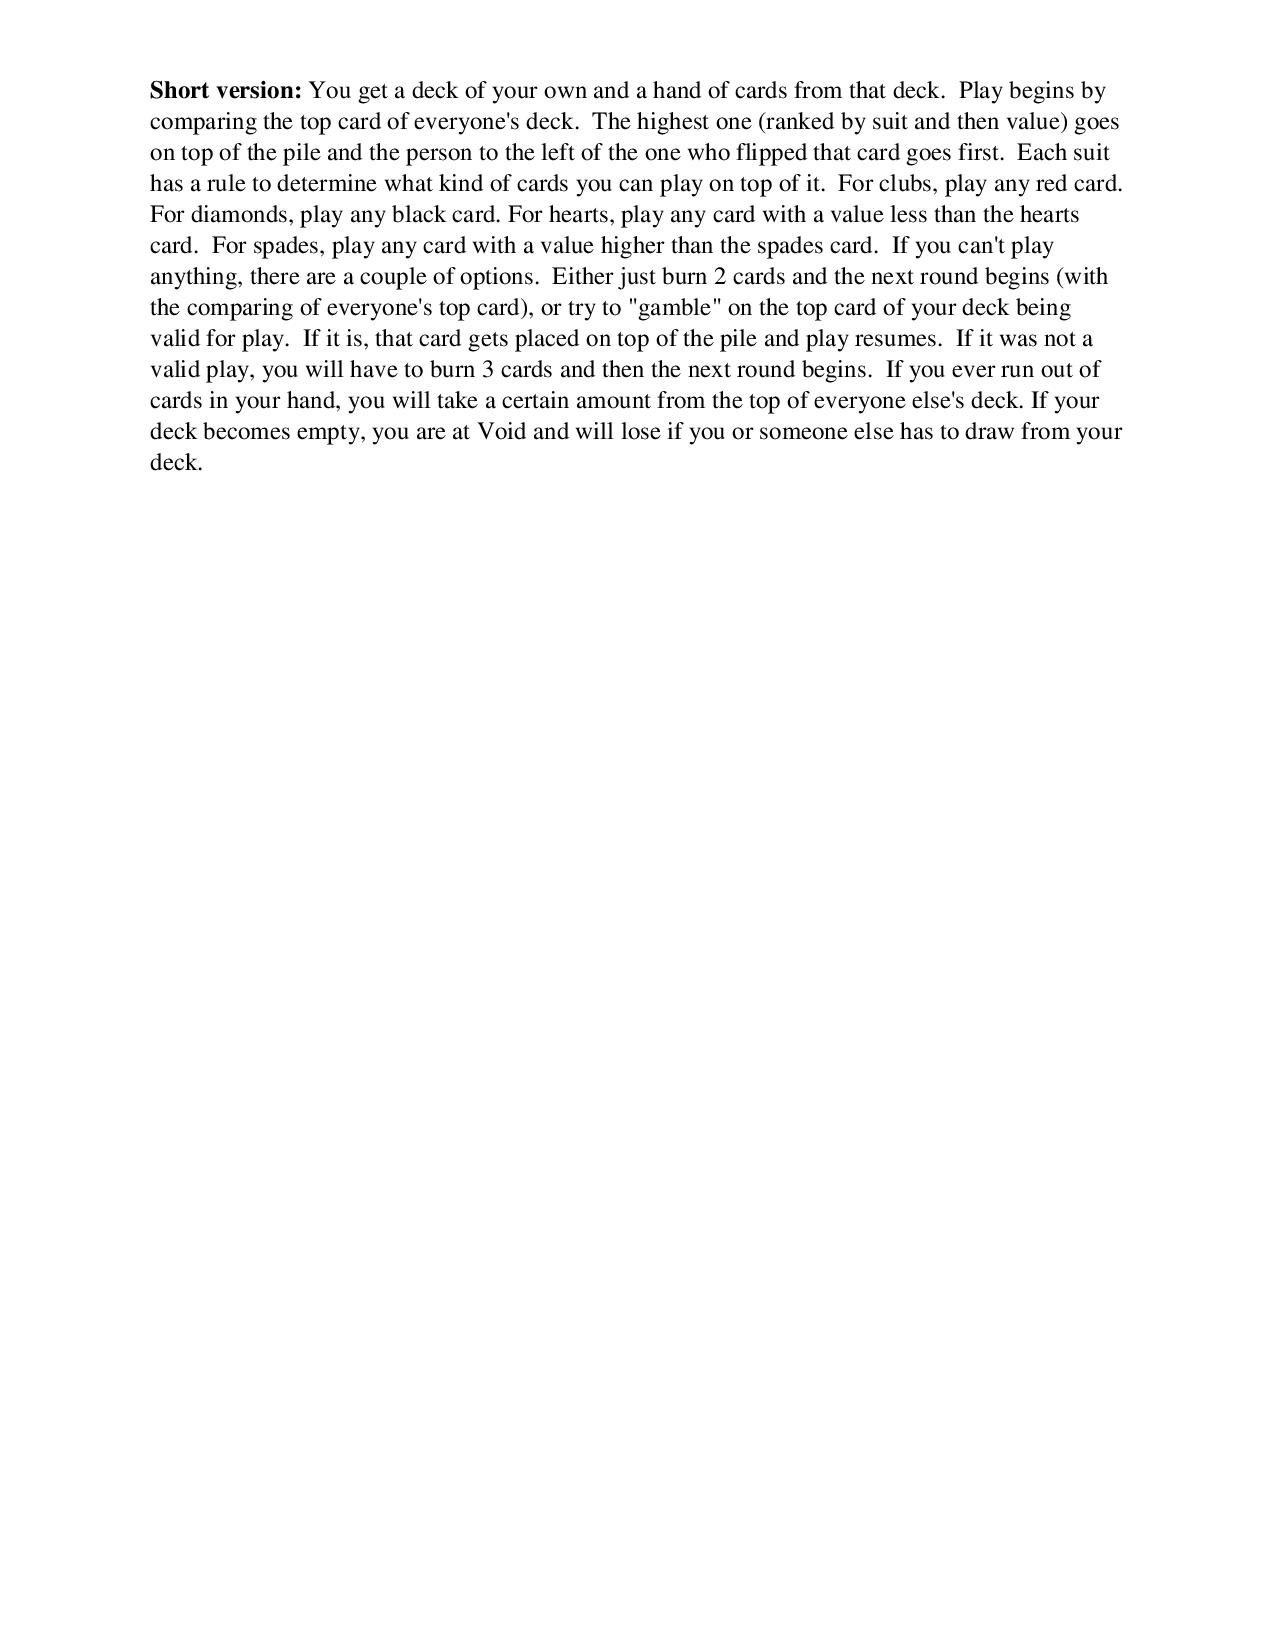 Short version: You get a deck of your own and a hand of cards from that deck.  Play begins by
comparing the top card of everyone's deck.  The highest one (ranked by suit and then value) goes
on top of the pile and the person to the left of the one who flipped that card goes first.  Each suit
has a rule to determine what kind of cards you can play on top of it.  For clubs, play any red card.
For diamonds, play any black card. For hearts, play any card with a value less than the hearts
card.  For spades, play any card with a value higher than the spades card.  If you can't play
anything, there are a couple of options.  Either just burn 2 cards and the next round begins (with
the comparing of everyone's top card), or try to "gamble" on the top card of your deck being
valid for play.  If it is, that card gets placed on top of the pile and play resumes.  If it was not a
valid play, you will have to burn 3 cards and then the next round begins.  If you ever run out of
cards in your hand, you will take a certain amount from the top of everyone else's deck. If your
deck becomes empty, you are at Void and will lose if you or someone else has to draw from your
deck.